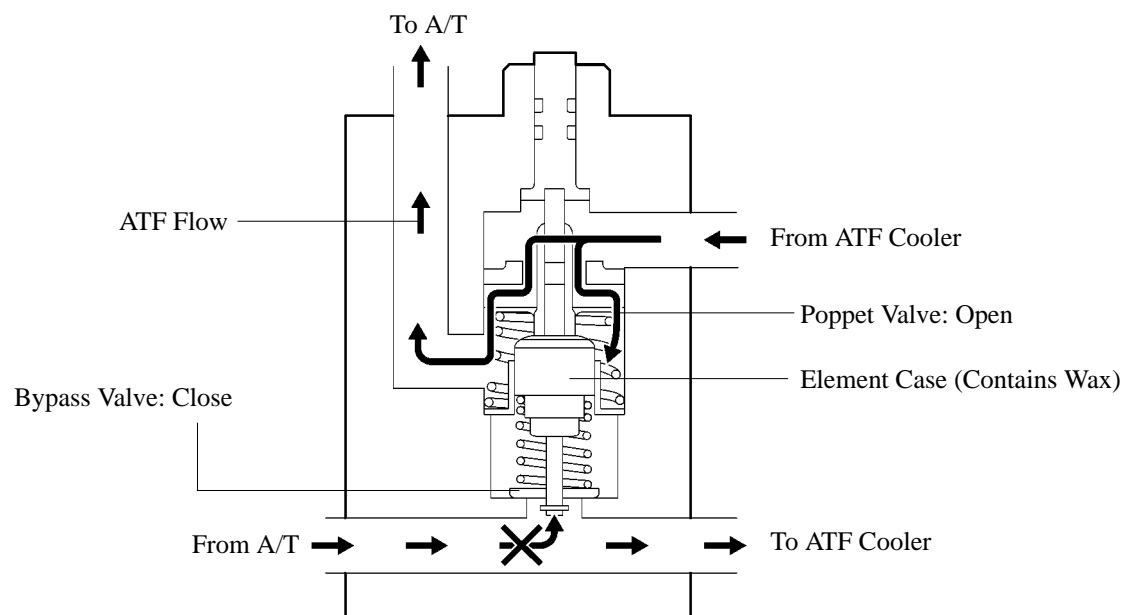 To A/T
ATF Flow
From ATF Cooler
Poppet Valve: Open
Element Case (Contains Wax)
Bypass Valve: Close
From A/T
To ATF Cooler